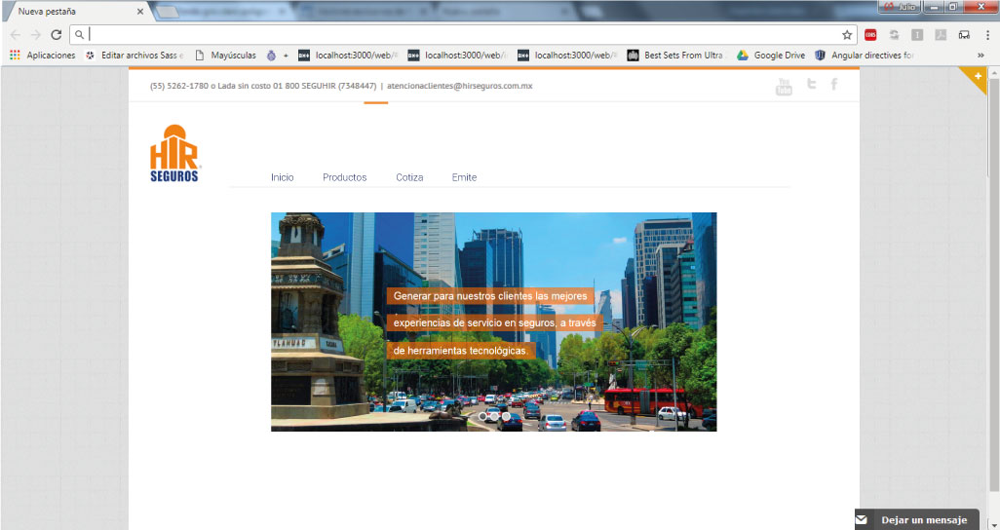 Nueva pestaña
Julio
Aplicaciones
Editar archivos Sass e
Mayúsculas
+
localhost:3000/web/#
localhost:3000/web/in
localhost:3000/web/#
Best Sets From Ultra
Google Drive
Angular directives for
»
(55) 5262-1780 o Lada sin costo 01 800 SEGUHIR (7348447) | atencionaclientes@hirseguros.com.mx
You
Tube
HIR
SEGUROS
Inicio
Productos
Cotiza
Emite
Generar para nuestros clientes las mejores
experiencias de servicio en seguros, a través
de herramientas tecnológicas.
Dejar un mensaje